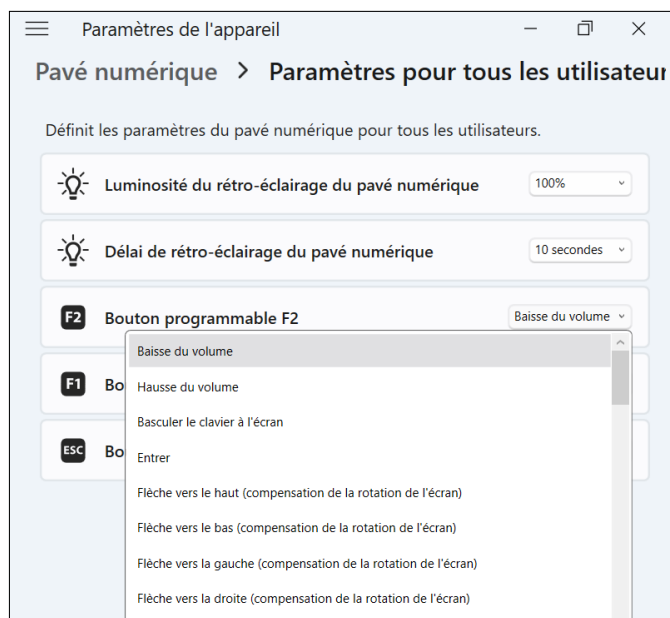 Paramètres de l'appareil
Pavé numérique > Paramètres pour tous les utilisateur
Définit les paramètres du pavé numérique pour tous les utilisateurs.
Luminosité du rétro-éclairage du pavé numérique 100%
Délai de rétro-éclairage du pavé numérique 10 secondes
F2 Bouton programmable F2 Baisse du volume
Baisse du volume
F1 Bo Hausse du volume
Basculer le clavier à l'écran
ESC Bo Entrer
Flèche vers le haut (compensation de la rotation de l'écran)
Flèche vers le bas (compensation de la rotation de l'écran)
Flèche vers la gauche (compensation de la rotation de l'écran)
Flèche vers la droite (compensation de la rotation de l'écran)